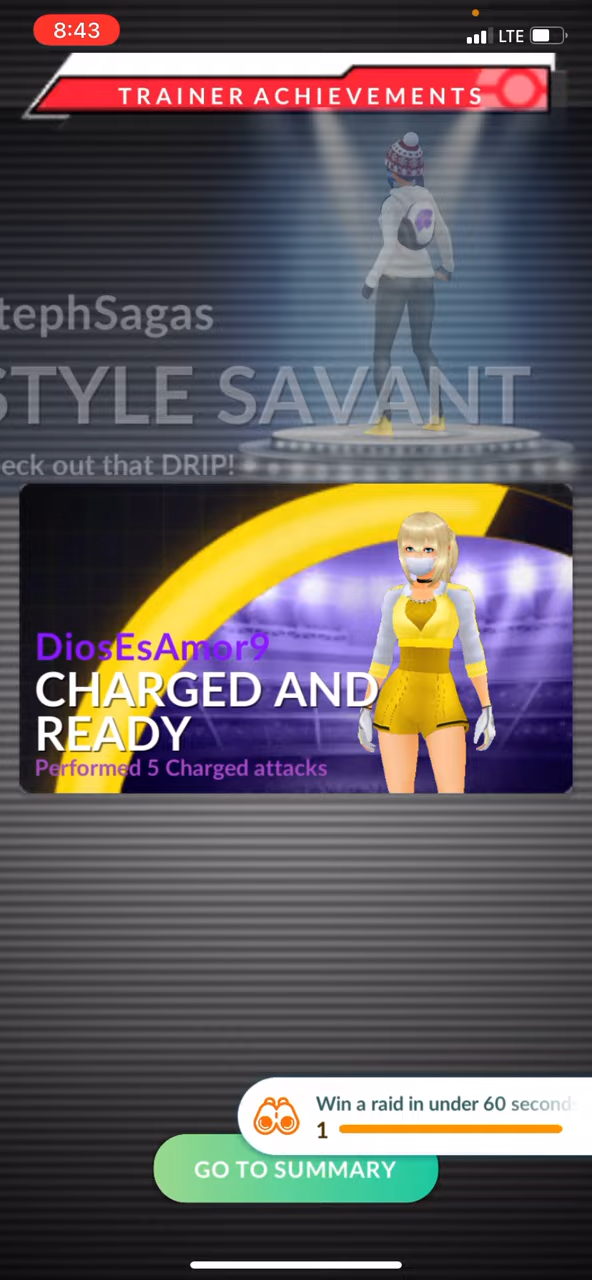 8:43
LTE
TRAINER ACHIEVEMENTS
tephSagas
STYLE SAVANT
eck out that DRIP!
DiosEsAmor9
CHARGED AND
READY
Performed 5 Charged attacks
Win a raid in under 60 second
1
GO TO SUMMARY